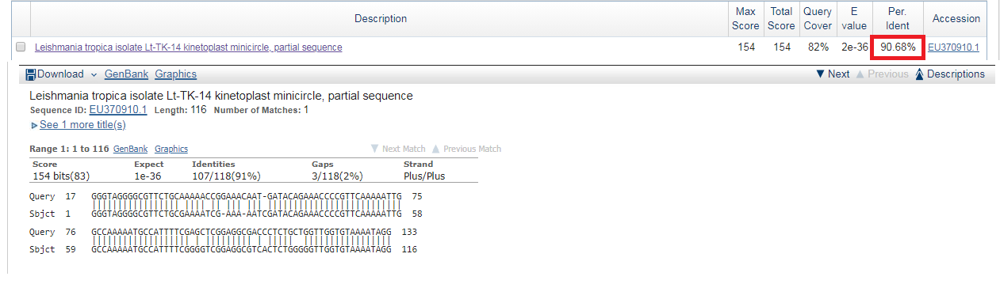 Description Max Score Total Score Query Cover E value Per. Ident Accession
Leishmania tropica isolate Lt-TK-14 kinetoplast minicircle, partial sequence 154 154 82% 2e-36 90.68% EU370910.1
Download GenBank Graphics Next Previous Descriptions
Leishmania tropica isolate Lt-TK-14 kinetoplast minicircle, partial sequence
Sequence ID: EU370910.1 Length: 116 Number of Matches: 1
See 1 more title(s)
Range 1: 1 to 116 GenBank Graphics Next Match Previous Match
Score Expect Identities Gaps Strand
154 bits(83) 1e-36 107/118(91%) 3/118(2%) Plus/Plus
Query 17 GGGTAGGGGCGTTCTGCAAAAACCGGAAACAAT-GATACAGAAACCCCGTTCAAAAATTG 75
Sbjct 1 GGGTAGGGGCGTTCTGCGAAAATCG-AAA-AATCGATACAGAAACCCCGTTCAAAAATTG 58
Query 76 GCCAAAAATGCCATTTTCGAGCTCGGAGGCGACCCTCTGCTGGTTGGTGTAAAATAGG 133
Sbjct 59 GCCAAAAATGCCATTTTCGGGGTCGGAGGCGTCACTCTGGGGGTTGGTGTAAAATAGG 116